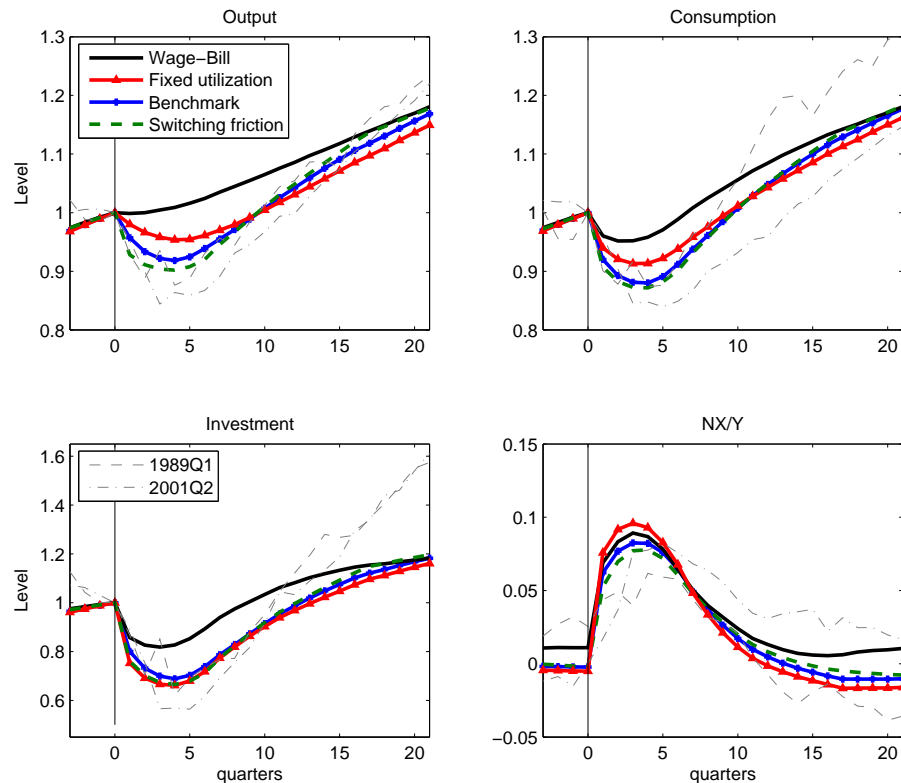 Output
Level
1.3
1.2
1.1
1
0.9
0.8
Wage−Bill
Fixed utilization
Benchmark
Switching friction
0 5 10 15 20
Consumption
1.3
1.2
1.1
1
0.9
0.8
0 5 10 15 20
Investment
Level
1.6
1.4
1.2
1
0.8
0.6
1989Q1
2001Q2
0 5 10 15 20
quarters
NX/Y
0.15
0.1
0.05
0
−0.05
0 5 10 15 20
quarters